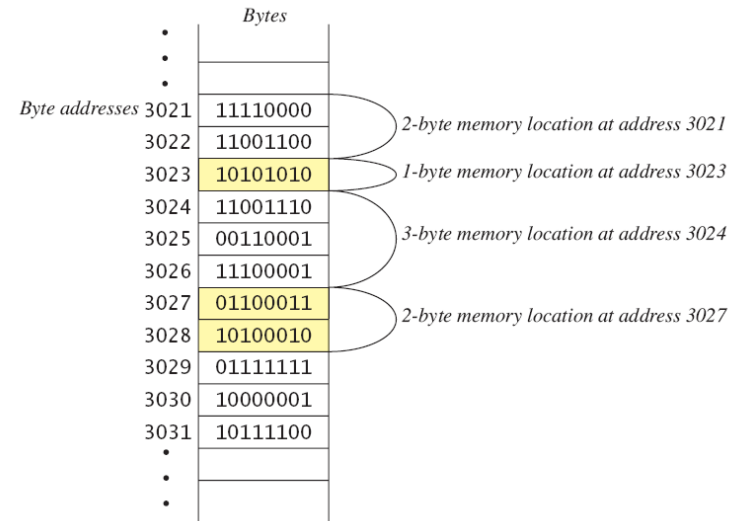 Bytes
Byte addresses 3021 11110000
2-byte memory location at address 3021
3022 11001100
3023 10101010 1-byte memory location at address 3023
3024 11001110
3025 00110001 3-byte memory location at address 3024
3026 11100001
3027 01100011
2-byte memory location at address 3027
3028 10100010
3029 01111111
3030 10000001
3031 10111100